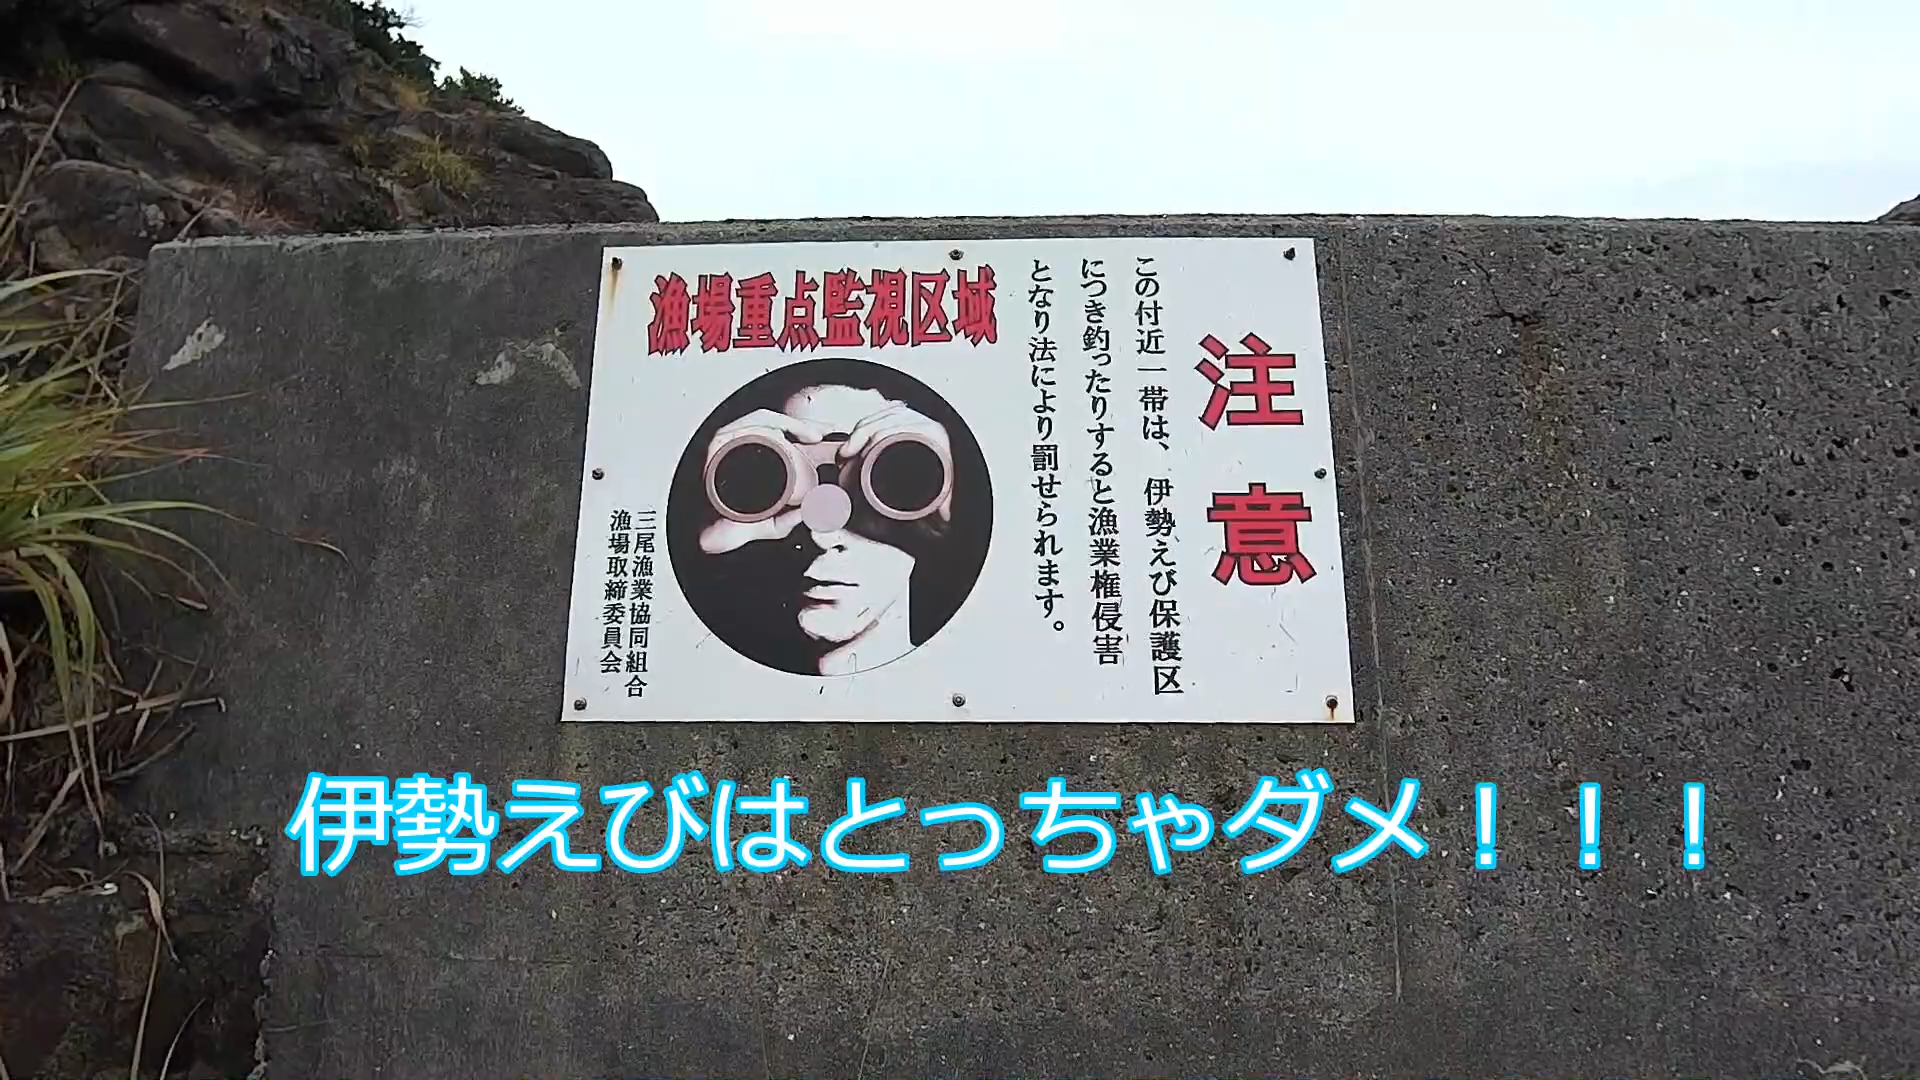 注意
この付近一帯は、伊勢えび保護区
につき釣ったりすると漁業権侵害
となり法により罰せられます。
漁場重点監視区域
三尾漁業協同組合
漁場取締委員会
伊勢えびはとっちゃダメ！！！